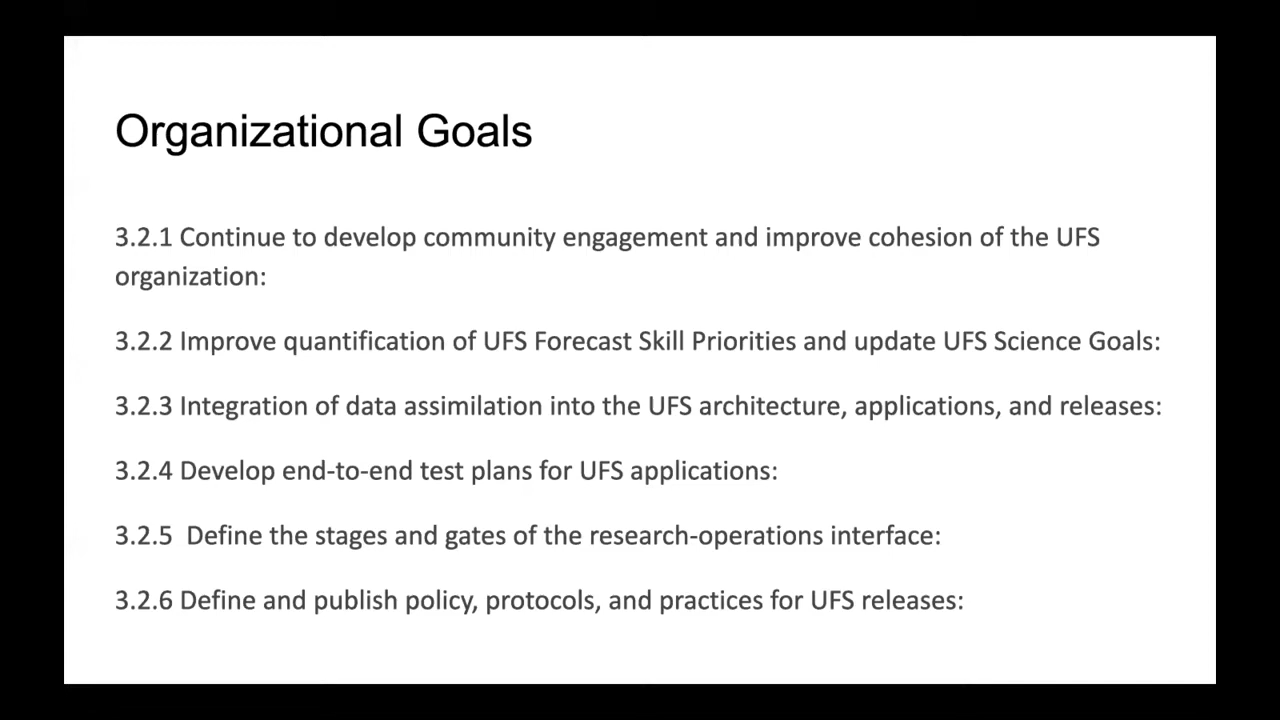 Organizational Goals
3.2.1 Continue to develop community engagement and improve cohesion of the UFS
organization:
3.2.2 Improve quantification of UFS Forecast Skill Priorities and update UFS Science Goals:
3.2.3 Integration of data assimilation into the UFS architecture, applications, and releases:
3.2.4 Develop end-to-end test plans for UFS applications:
3.2.5  Define the stages and gates of the research-operations interface:
3.2.6 Define and publish policy, protocols, and practices for UFS releases: